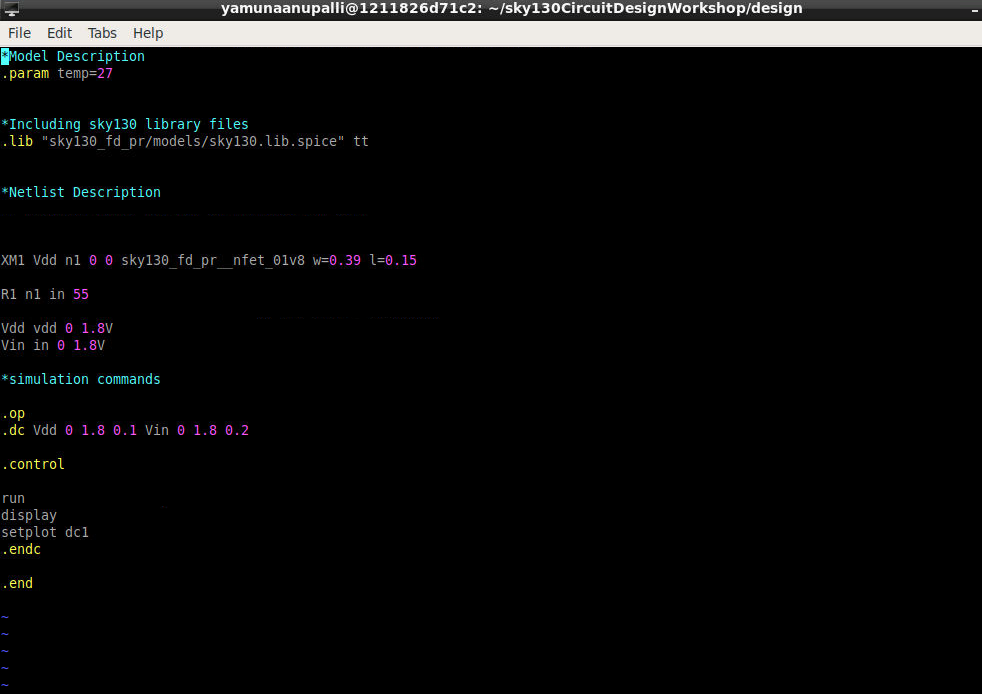 yamunaanupalli@1211826d71c2: ~/sky130CircuitDesignWorkshop/design
File Edit Tabs Help
*Model Description
.param temp=27
*Including sky130 library files
.lib "sky130_fd_pr/models/sky130.lib.spice" tt
*Netlist Description
XM1 Vdd n1 0 0 sky130_fd_pr__nfet_01v8 w=0.39 l=0.15
R1 n1 in 55
Vdd vdd 0 1.8V
Vin in 0 1.8V
*simulation commands
.op
.dc Vdd 0 1.8 0.1 Vin 0 1.8 0.2
.control
run
display
setplot dc1
.endc
.end
~
~
~
~
~